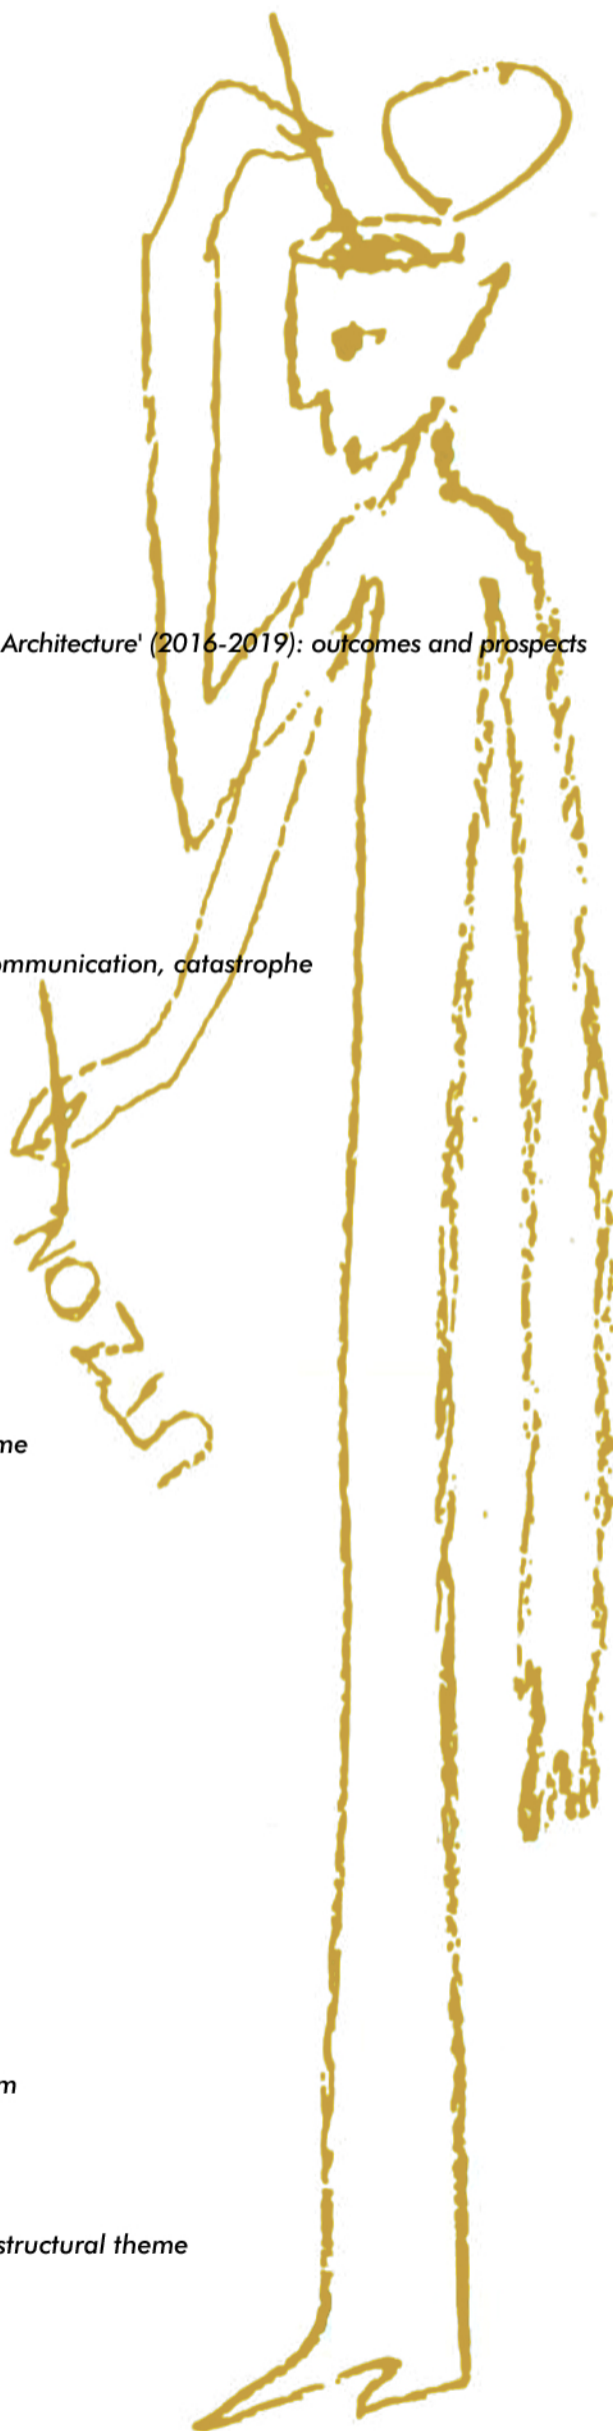 Architecture' (2016-2019): outcomes and prospects
ommunication, catastrophe
me
m
structural theme